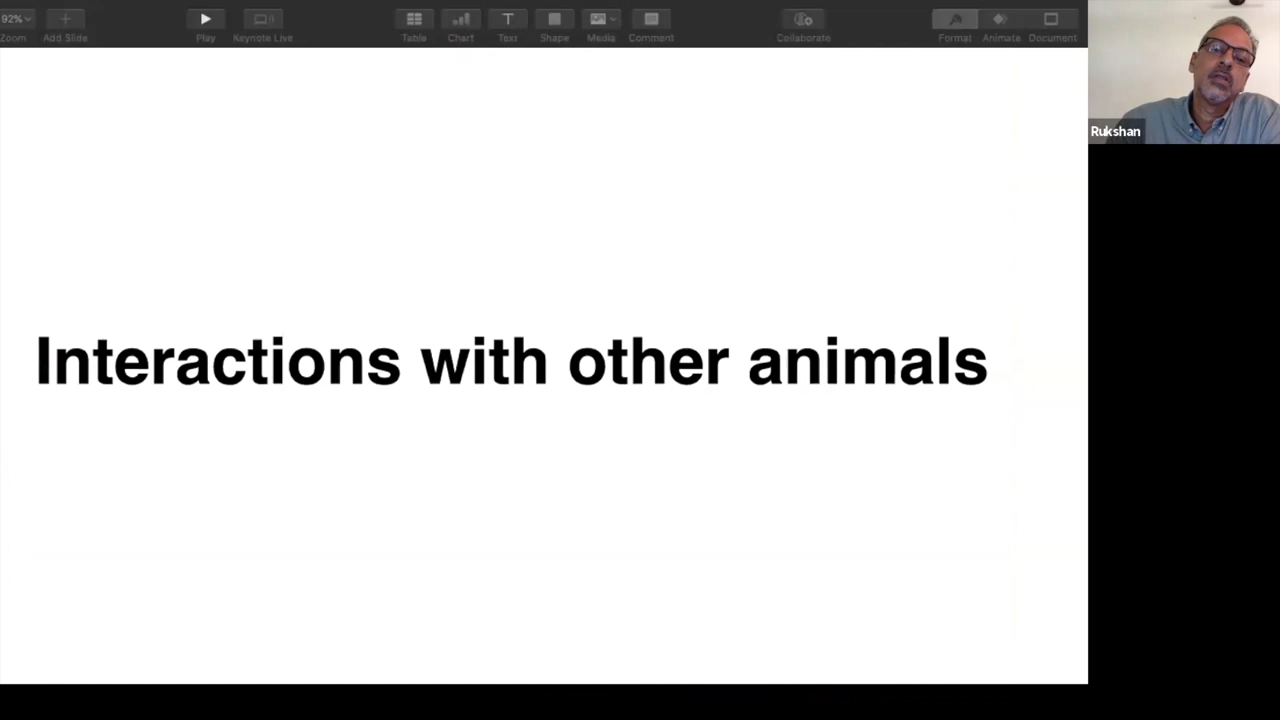 92%
Zoom
Add Slide
Play
Keynote Live
Table
Chart
Text
Shape
Media
Comment
Collaborate
Format
Animate
Document
Rukshan
Interactions with other animals